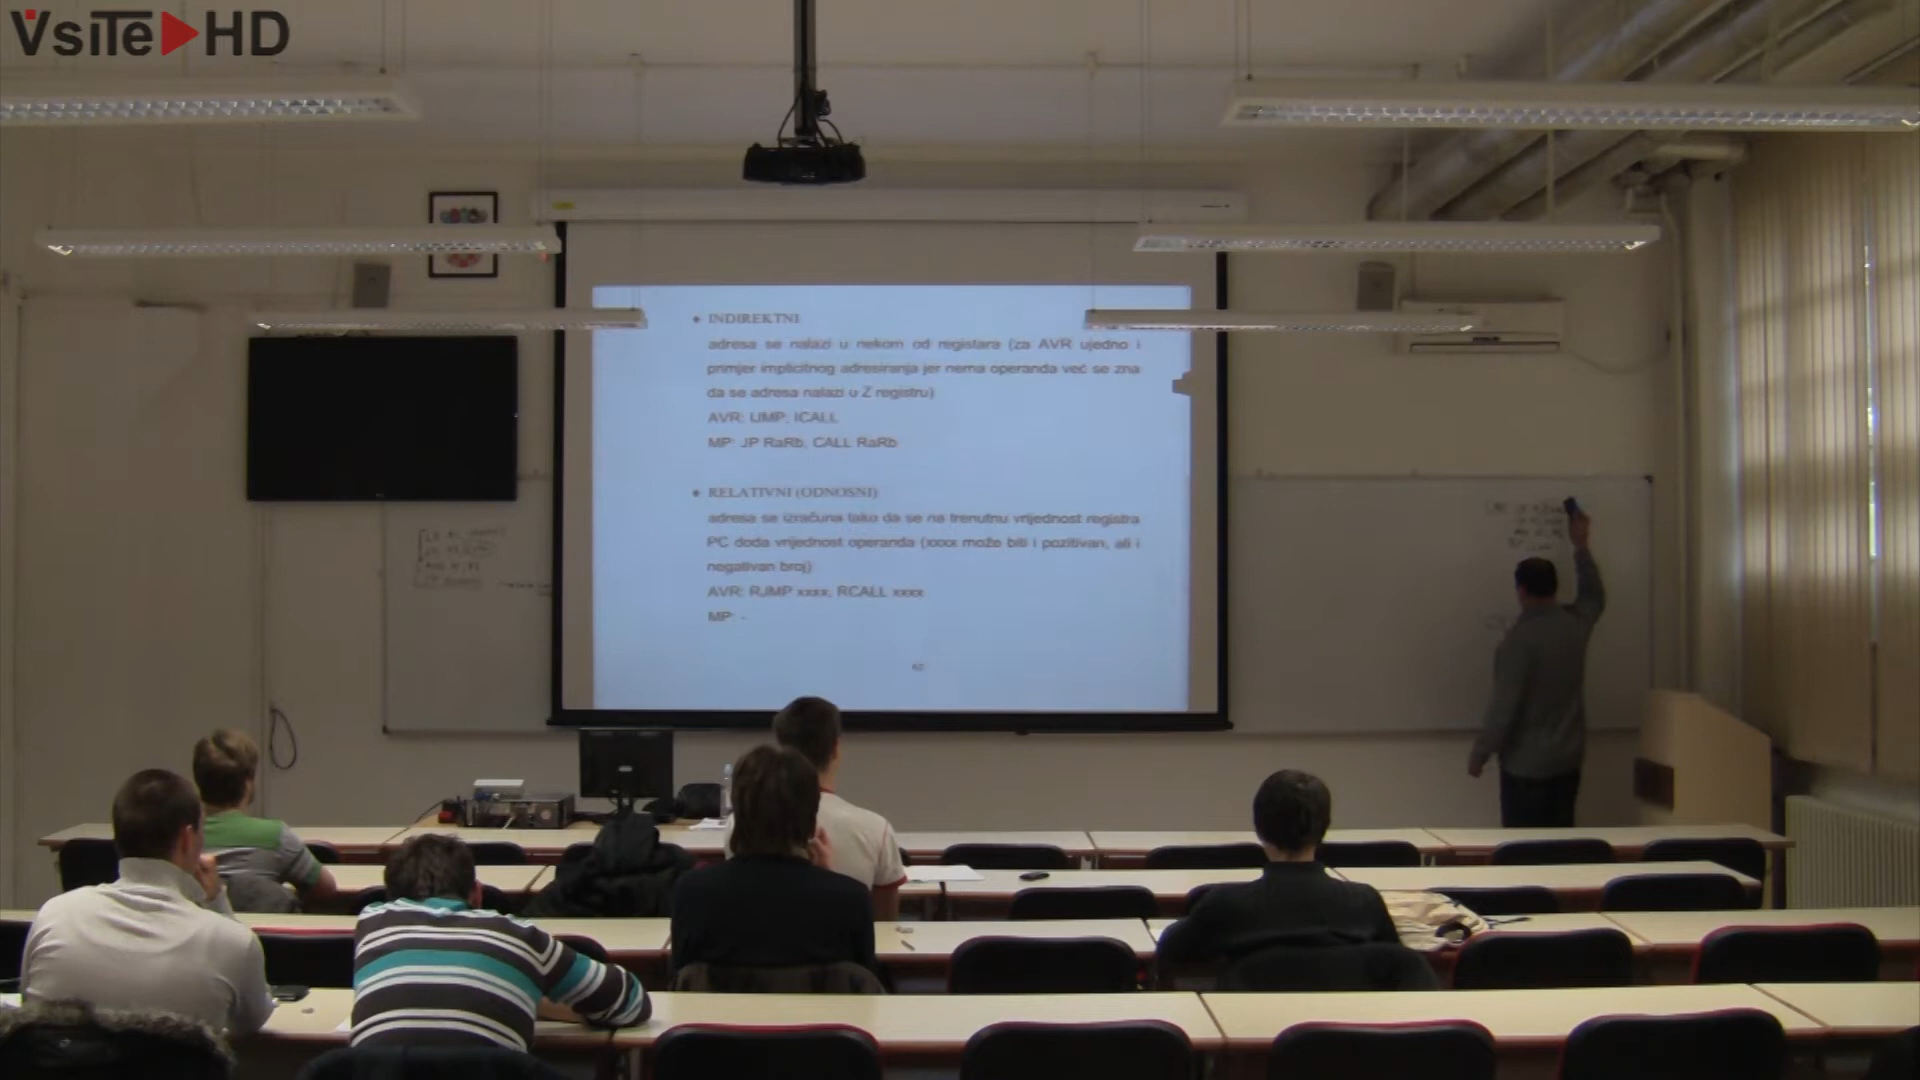 VsiTe HD
• INDIREKTNI
adresa se nalazi u nekom od registara (za AVR ujedno i
primjer implicitnog adresiranja jer nema operanda već se zna
da se adresa nalazi u Z registru)
AVR: IJMP, ICALL
MP: JP RaRb, CALL RaRb
• RELATIVNI (ODNOSNI)
adresa se izračuna tako da se na trenutnu vrijednost registra
PC doda vrijednost operanda (xxxx može biti i pozitivan, ali i
negativan broj)
AVR: RJMP xxxx, RCALL xxxx
MP: -